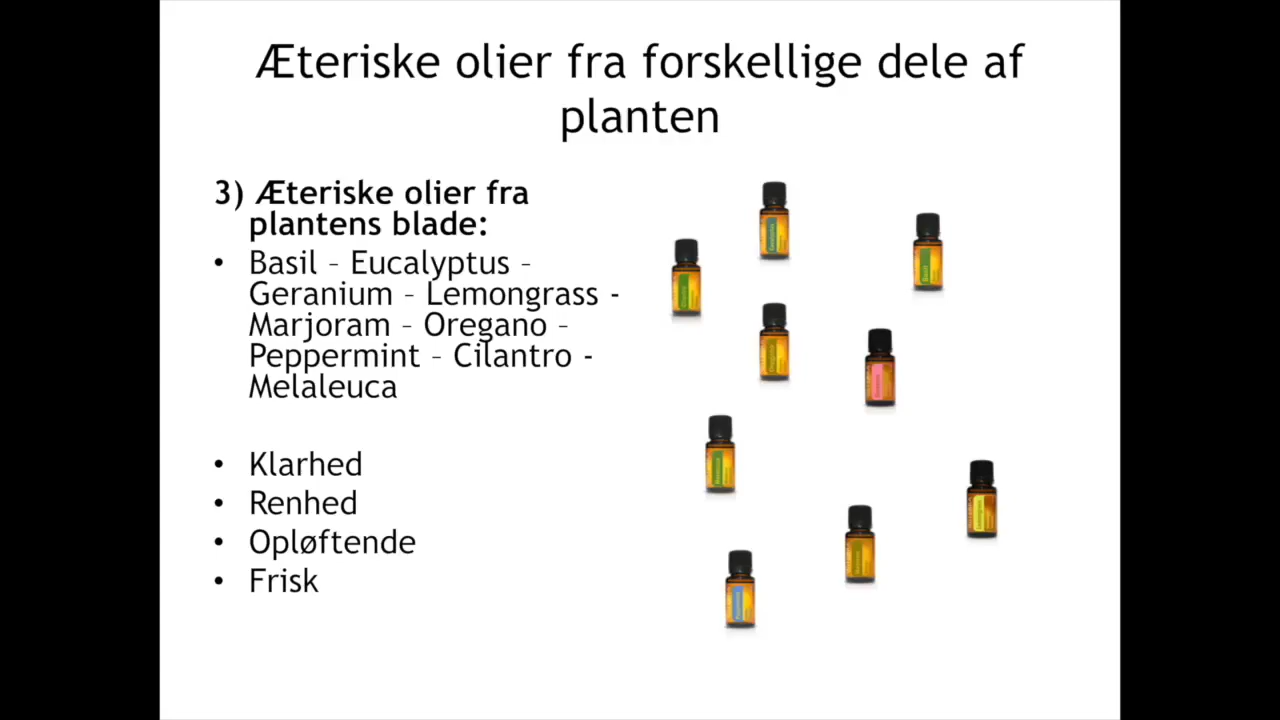 Æteriske olier fra forskellige dele af
planten
3) Æteriske olier fra
plantens blade:
• Basil – Eucalyptus –
Geranium – Lemongrass -
Marjoram – Oregano –
Peppermint – Cilantro -
Melaleuca
• Klarhed
• Renhed
• Opløftende
• Frisk